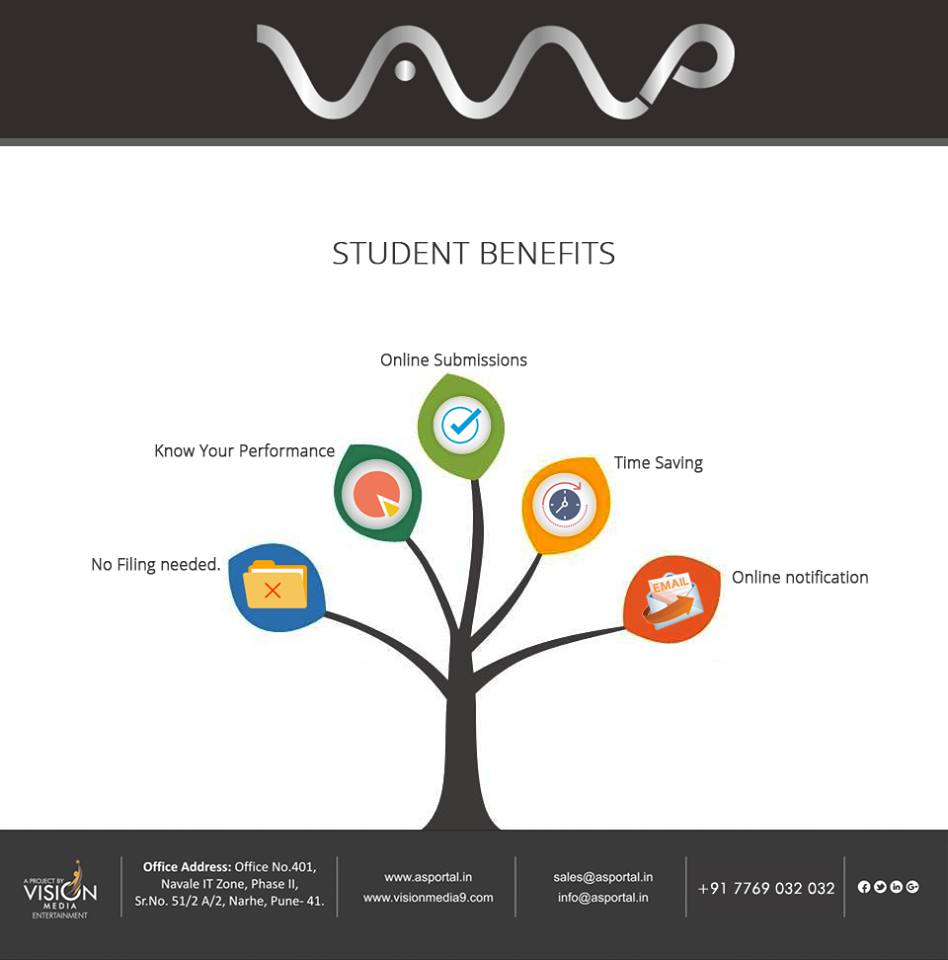 STUDENT BENEFITS
Online Submissions
Know Your Performance
Time Saving
No Filing needed.
EMAIL
Online notification
A PROJECT BY
VISION
MEDIA
ENTERTAINMENT
Office Address: Office No.401,
Navale IT Zone, Phase II,
Sr.No. 51/2 A/2, Narhe, Pune- 41.
www.asportal.in
www.visionmedia9.com
sales@asportal.in
info@asportal.in
+91 7769 032 032